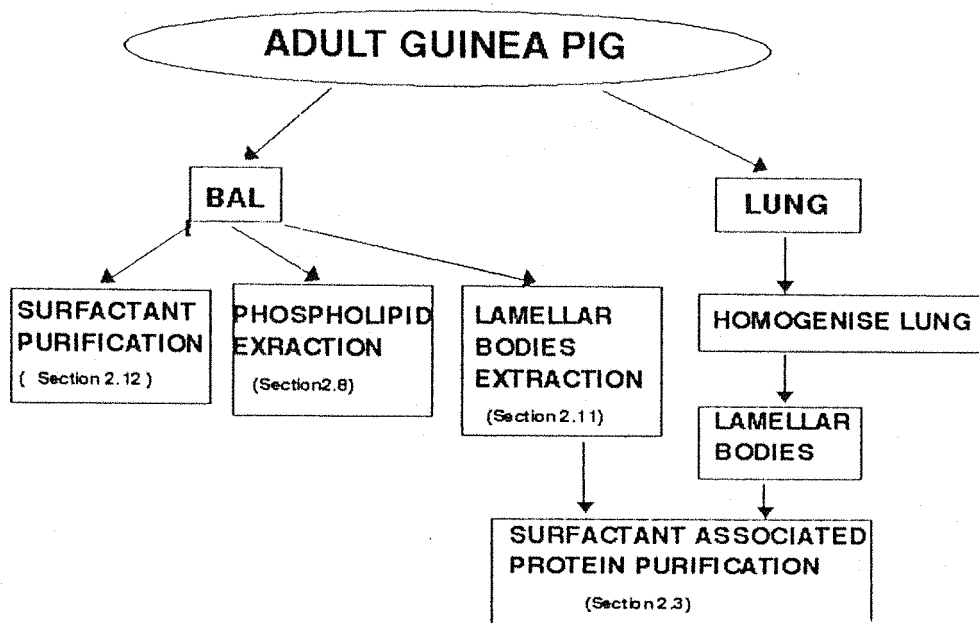 ADULT GUINEA PIG
BAL
LUNG
SURFACTANT
PURIFICATION
( Section 2.12 )
PHOSPHOLIPID
EXRACTION
(Section2.8)
LAMELLAR
BODIES
EXTRACTION
(Section 2.11)
HOMOGENISE LUNG
LAMELLAR
BODIES
SURFACTANT ASSOCIATED
PROTEIN PURIFICATION
(Section 2.3)